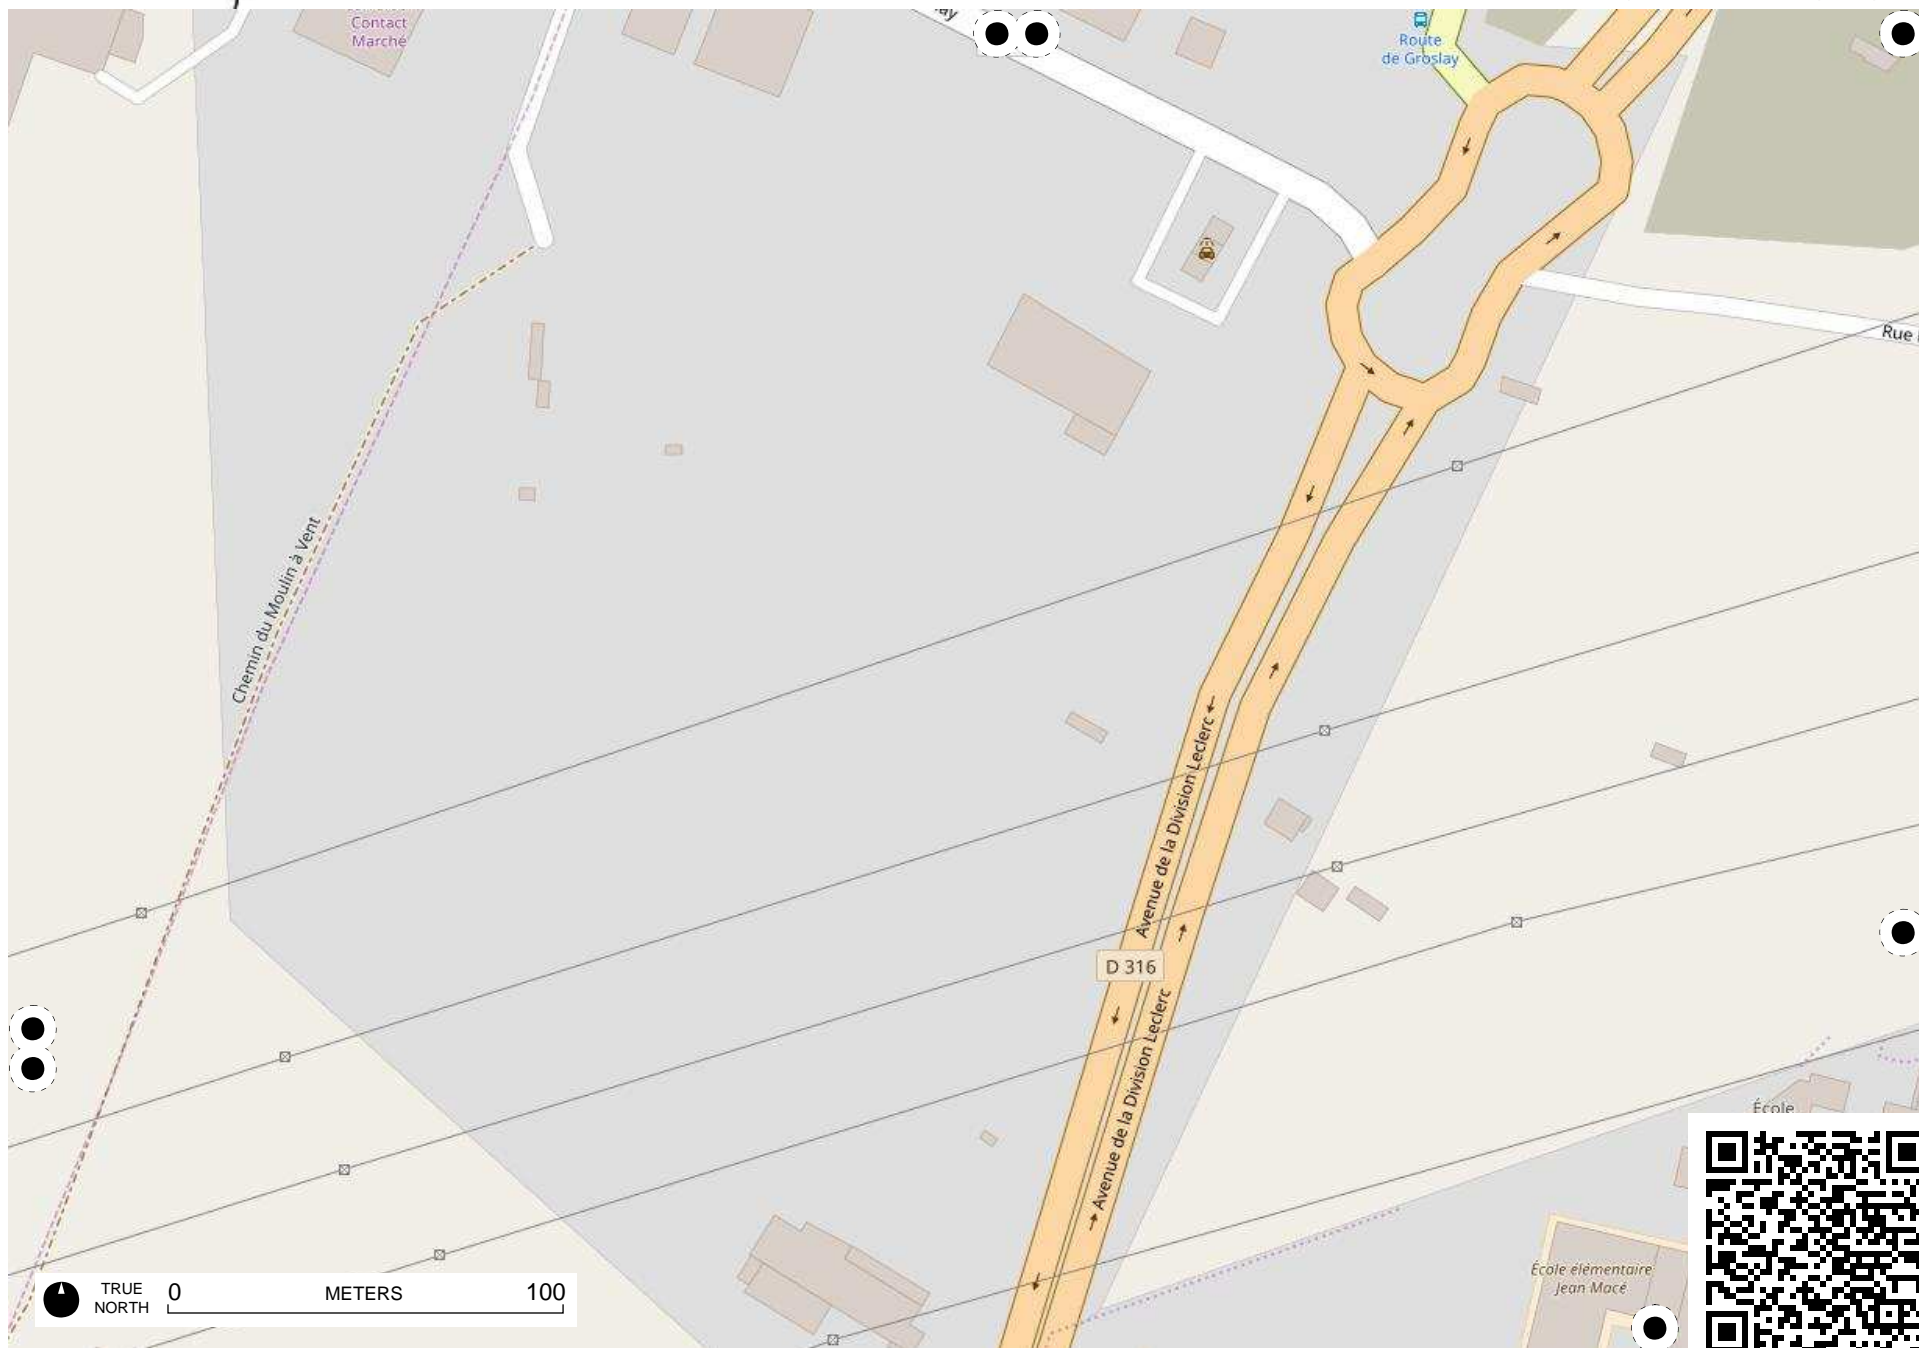 Contact
Marché
Route
de Groslay
Rue
Chemin du Moulin à Vent
Avenue de la Division Leclerc
D 316
Avenue de la Division Leclerc
École
École élémentaire
Jean Macé
TRUE
NORTH
0 METERS 100